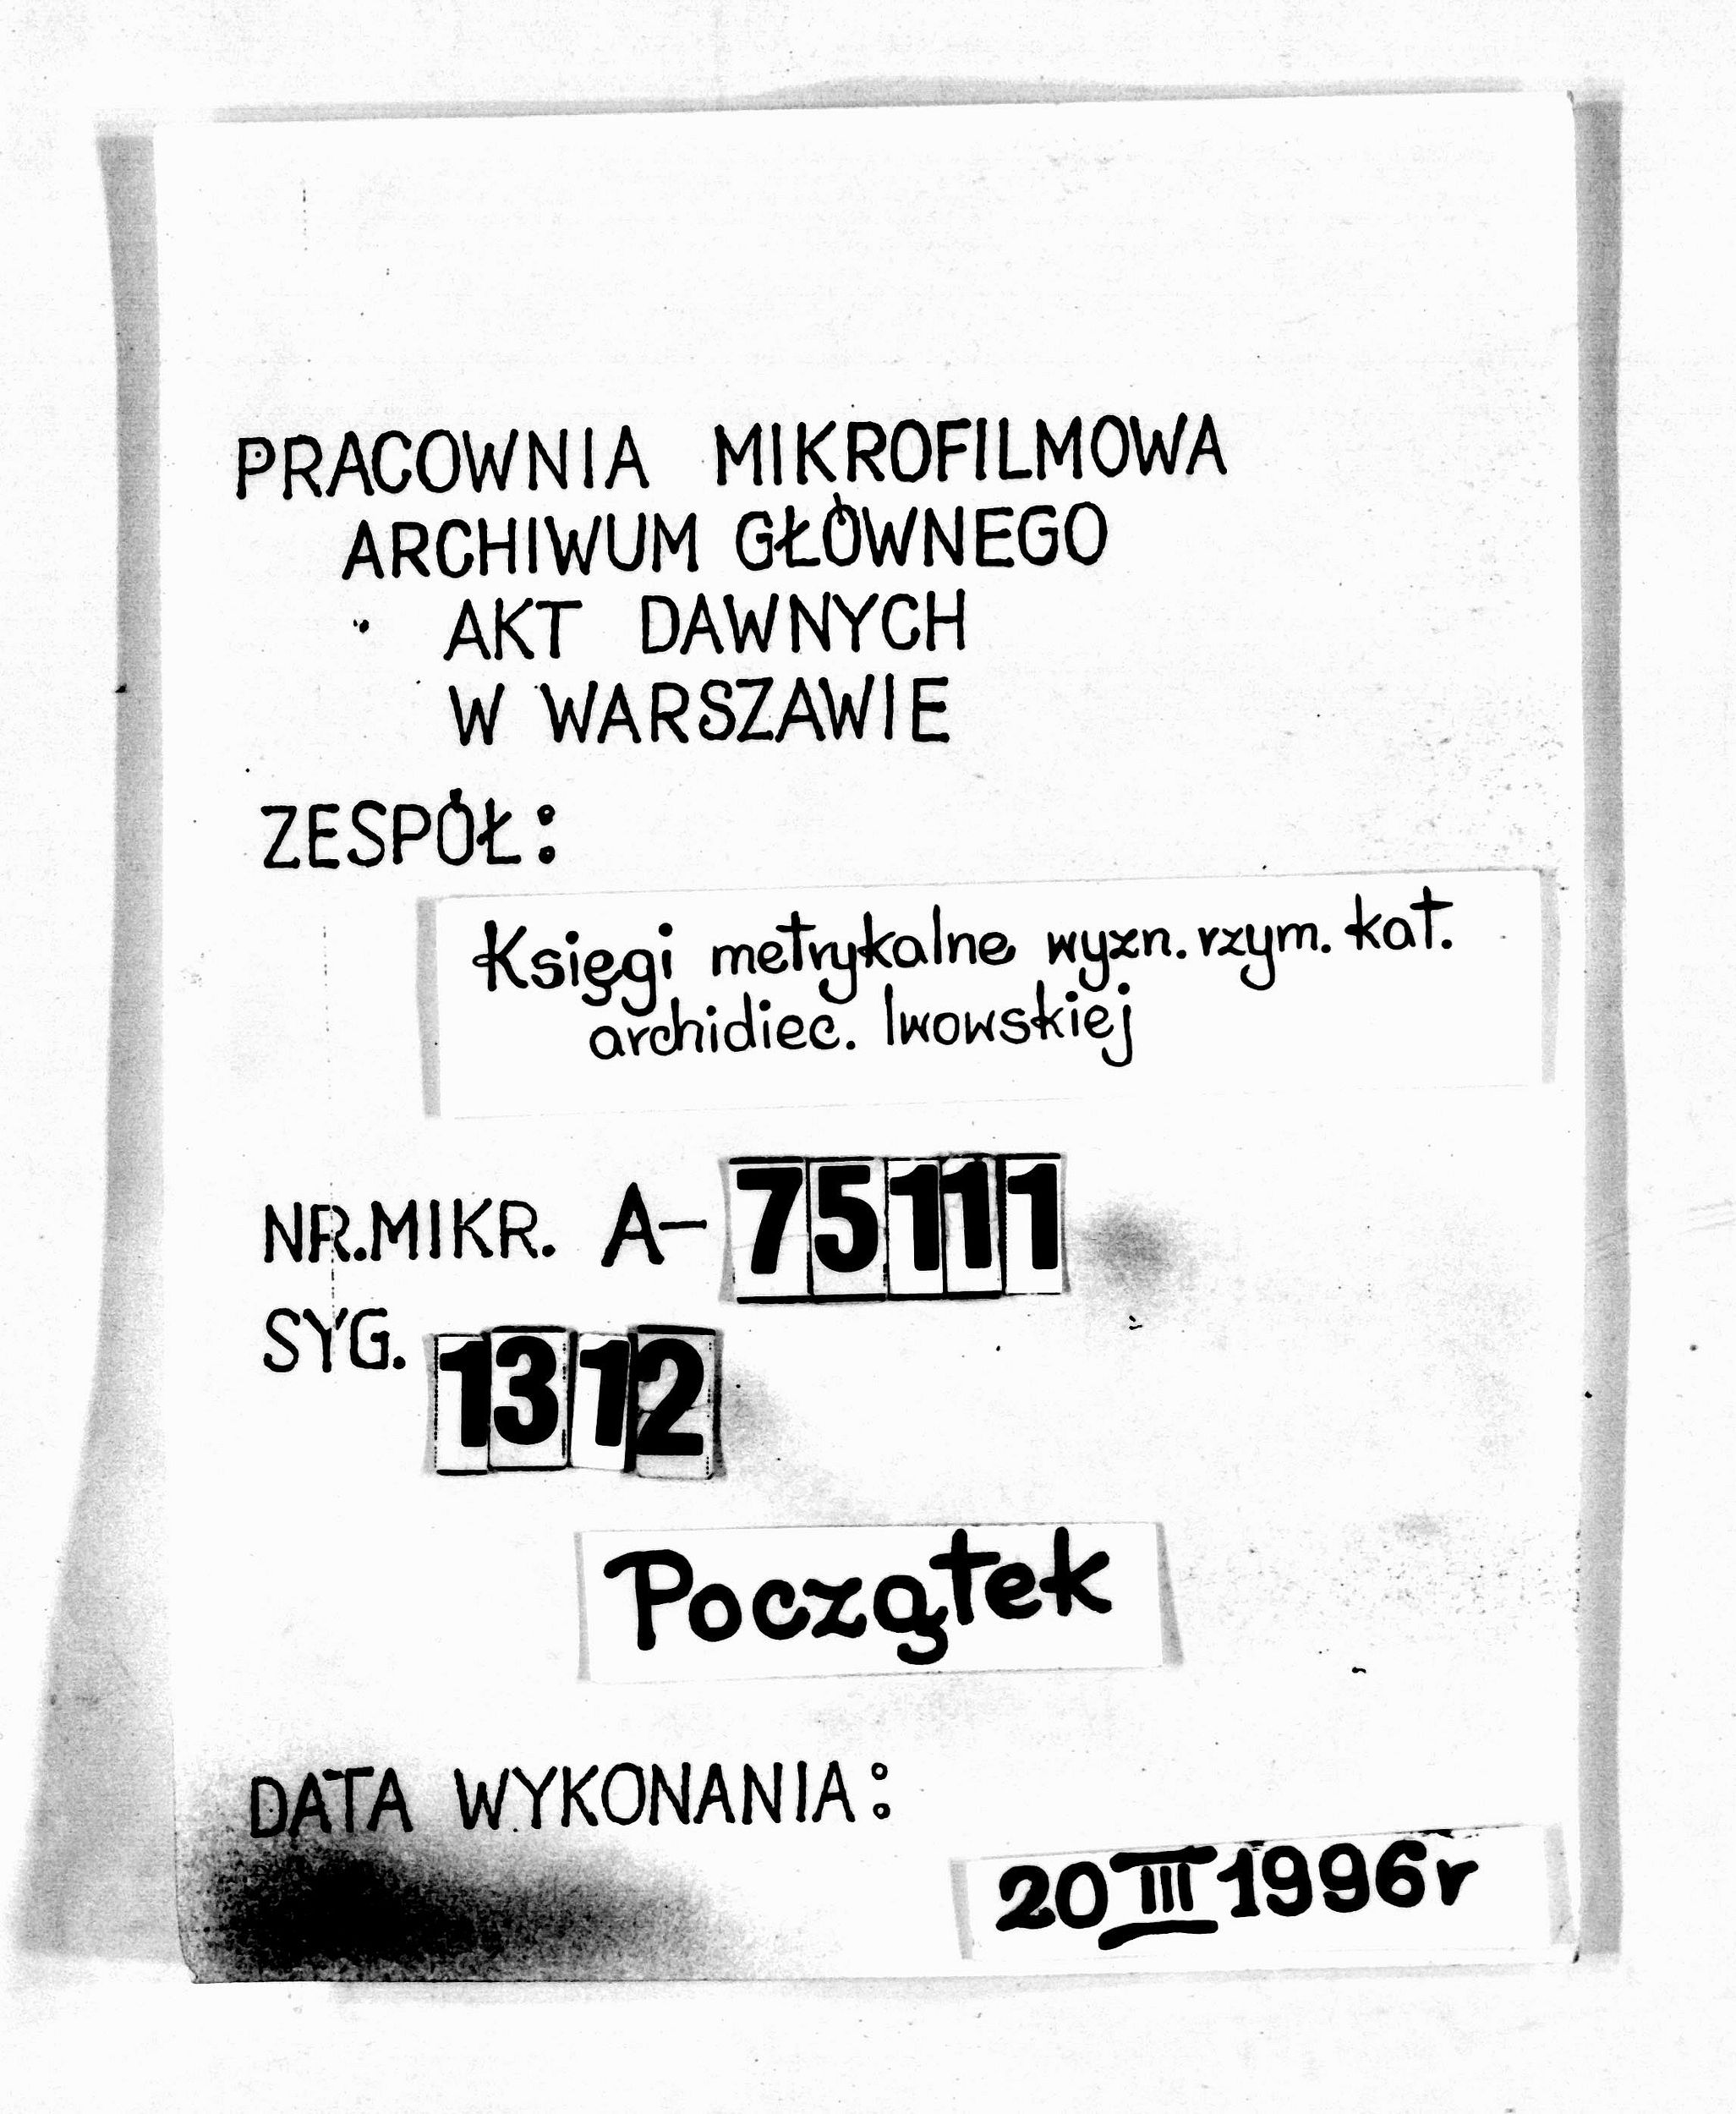 PRACOWNIA MIKROFILMOWA
ARCHIWUM GŁÓWNEGO
AKT DAWNYCH
W WARSZAWIE
ZESPÓŁ:
Księgi metrykalne wyzn. rzym. kat.
archidiec. lwowskiej
NR.MIKR. A-75111
SYG. 1312
Początek
DATA WYKONANIA:
20 III 1996r